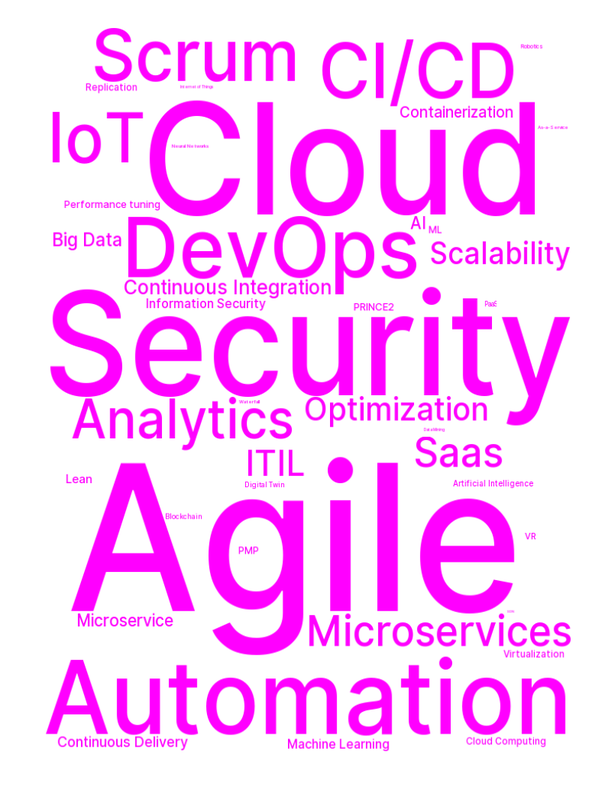 Scrum
CI/CD
Robotics
Replication
Internet of Things
Containerization
IoT
Cloud
Neural Networks
Performance tuning
AI
ML
Big Data
DevOps
Scalability
Continuous Integration
Information Security
PRINCE2
PaaS
Security
Analytics
Waterfall
Optimization
ITIL
Saas
Lean
Digital Twin
Artificial Intelligence
Agile
Blockchain
VR
PMP
Microservice
Microservices
Virtualization
Automation
Continuous Delivery
Machine Learning
Cloud Computing